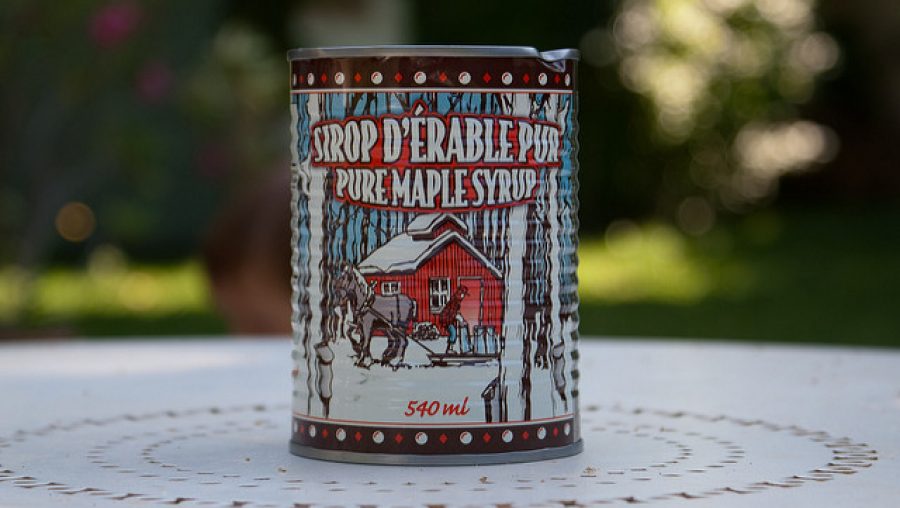 SIROP D'ÉRABLE PUR
PURE MAPLE SYRUP
540 ml